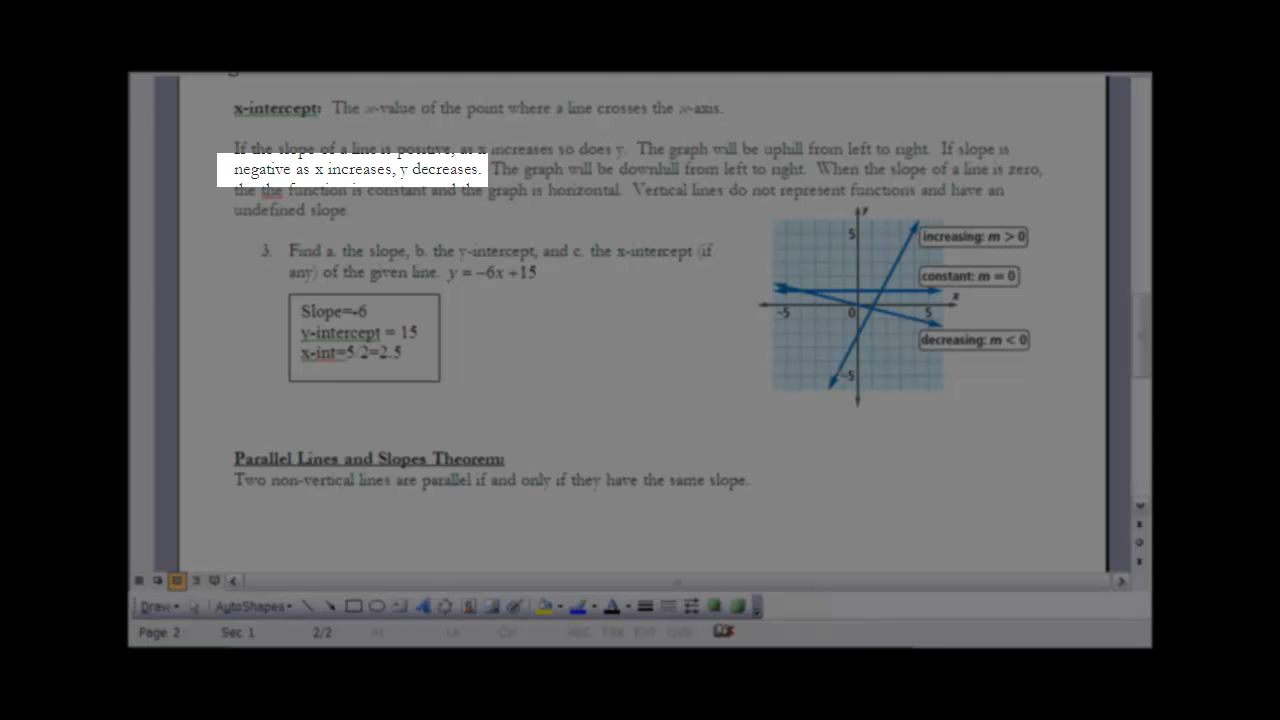 x-intercept: The x-value of the point where a line crosses the x-axis.
If the slope of a line is positive, as x increases so does y. The graph will be uphill from left to right. If slope is
negative as x increases, y decreases. The graph will be downhill from left to right. When the slope of a line is zero,
the the function is constant and the graph is horizontal. Vertical lines do not represent functions and have an
undefined slope.
3. Find a. the slope, b. the y-intercept, and c. the x-intercept (if
any) of the given line. y = −6x +15
Slope=-6
y-intercept = 15
x-int=5/2=2.5
y
5
increasing: m > 0
constant: m = 0
x
-5
0
5
decreasing: m < 0
-5
Parallel Lines and Slopes Theorem:
Two non-vertical lines are parallel if and only if they have the same slope.
Draw AutoShapes
Page 2 Sec 1 2/2 REC TRK EXT OVR